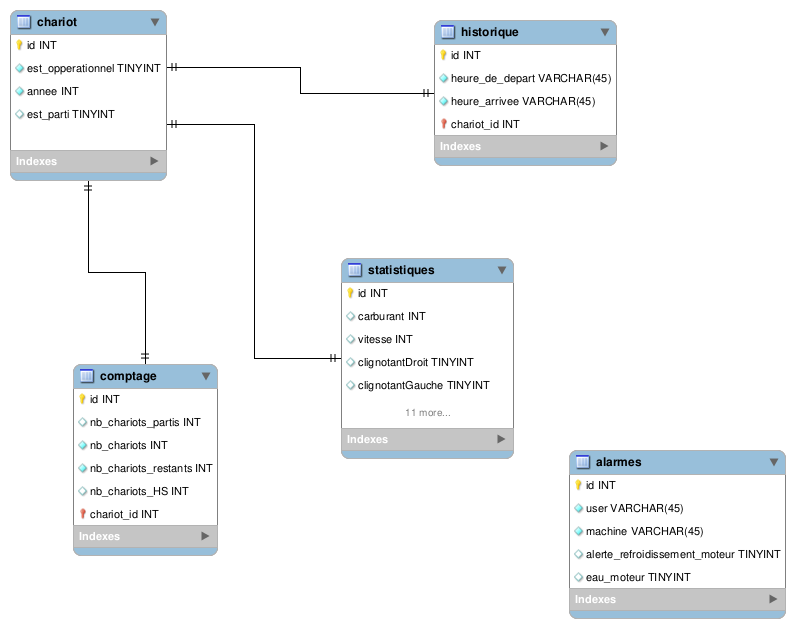 chariot
id INT
est_opperationnel TINYINT
annee INT
est_parti TINYINT
Indexes
historique
id INT
heure_de_depart VARCHAR(45)
heure_arrivee VARCHAR(45)
chariot_id INT
Indexes
statistiques
id INT
carburant INT
vitesse INT
clignotantDroit TINYINT
clignotantGauche TINYINT
11 more...
Indexes
comptage
id INT
nb_chariots_partis INT
nb_chariots INT
nb_chariots_restants INT
nb_chariots_HS INT
chariot_id INT
Indexes
alarmes
id INT
user VARCHAR(45)
machine VARCHAR(45)
alerte_refroidissement_moteur TINYINT
eau_moteur TINYINT
Indexes